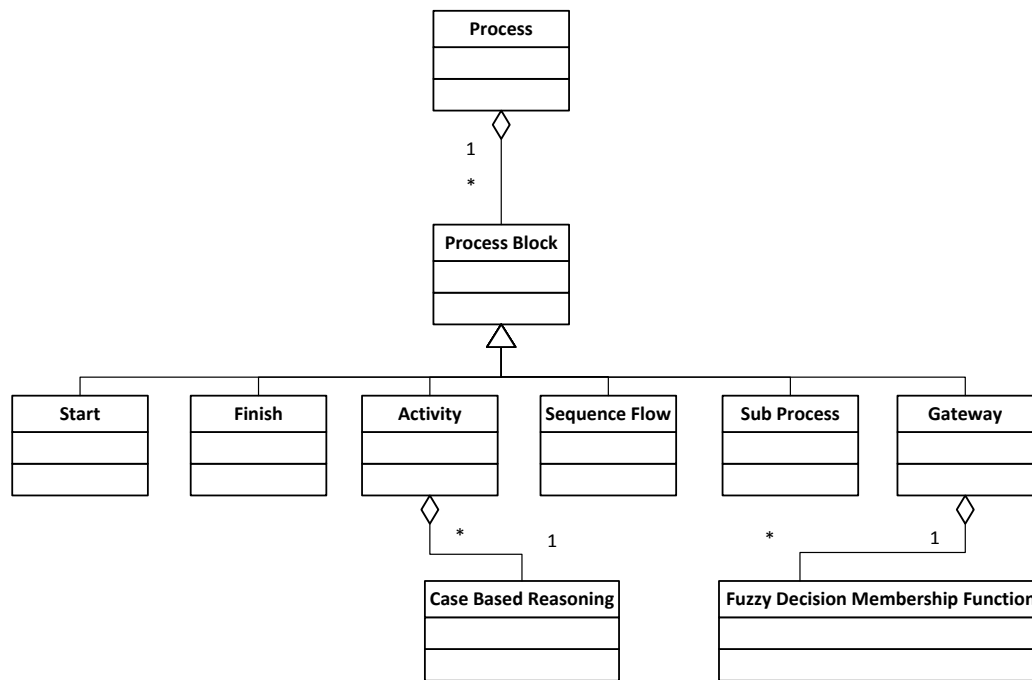 Process
1
*
Process Block
Start
Finish
Activity
Sequence Flow
Sub Process
Gateway
*
1
*
1
Case Based Reasoning
Fuzzy Decision Membership Function